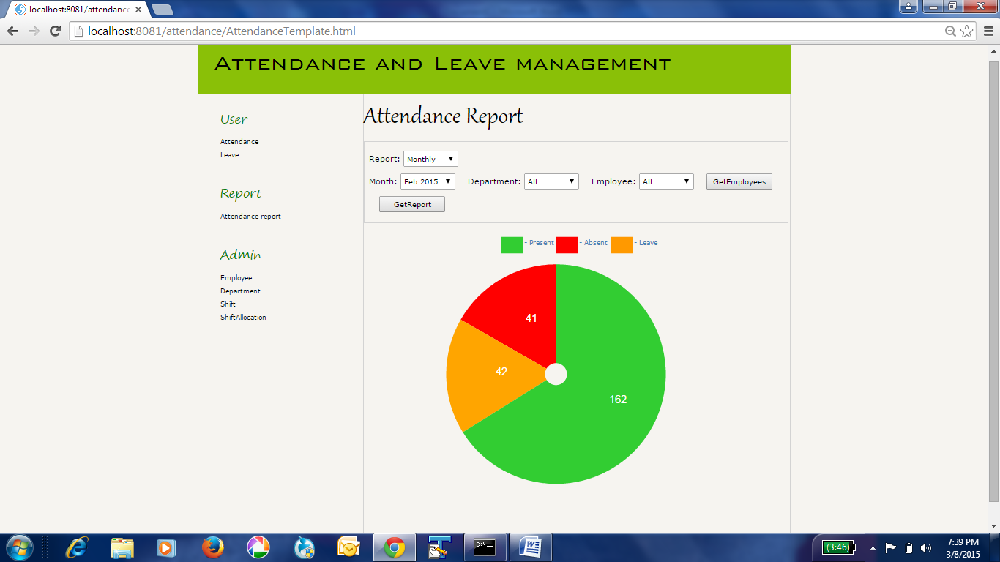 localhost:8081/attendance
localhost:8081/attendance/AttendanceTemplate.html
Attendance and Leave management
User
Attendance
Leave
Report
Attendance report
Admin
Employee
Department
Shift
ShiftAllocation
Attendance Report
Report: Monthly
Month: Feb 2015 Department: All Employee: All GetEmployees
GetReport
- Present - Absent - Leave
41
42
162
C:\_
(3:46)
7:39 PM
3/8/2015